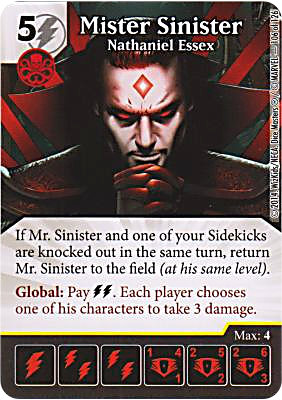 5
Mister Sinister
Nathaniel Essex
If Mr. Sinister and one of your Sidekicks
are knocked out in the same turn, return
Mr. Sinister to the field (at his same level).
Global: Pay . Each player chooses
one of his characters to take 3 damage.
Max: 4
1 4 1
2 5 2
2 6 3